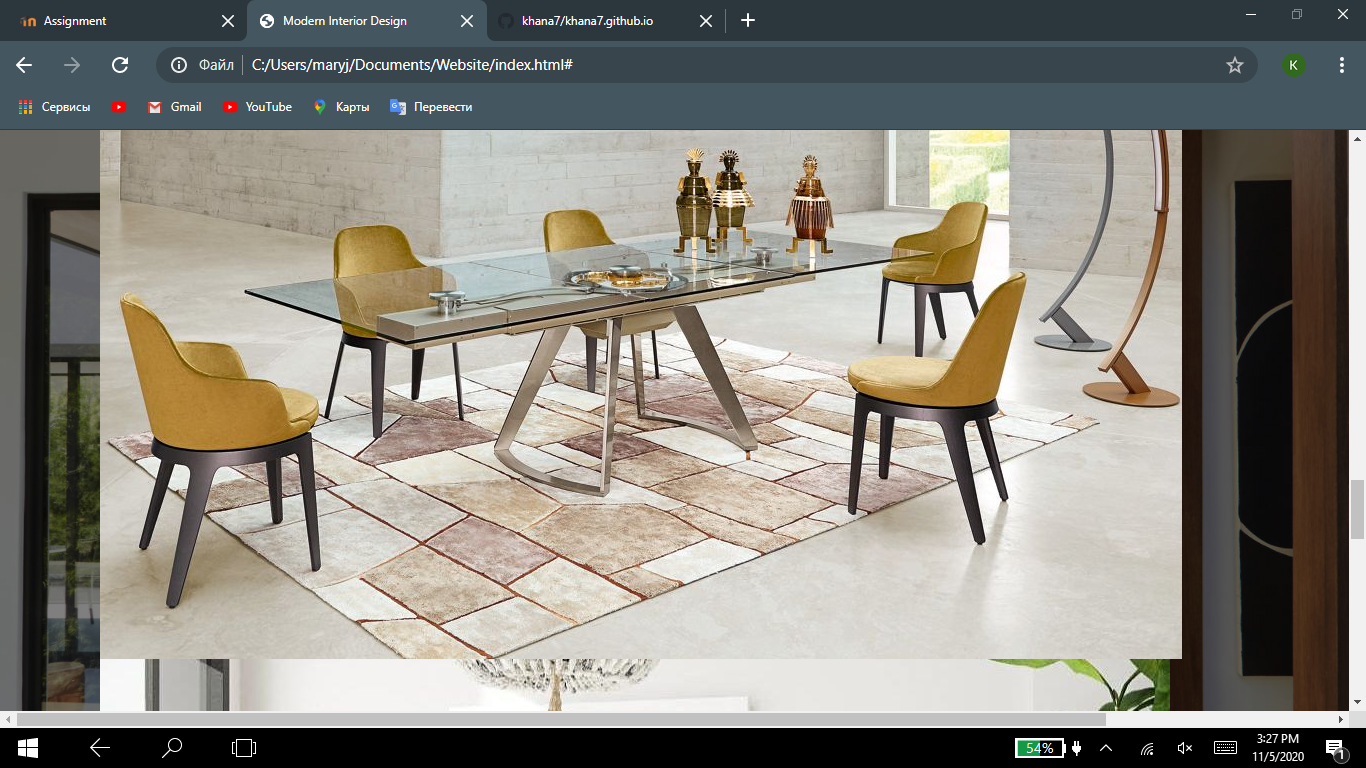 Assignment
Modern Interior Design
khana7/khana7.github.io
Файл
C:/Users/maryj/Documents/Website/index.html#
K
Сервисы
Gmail
YouTube
Карты
Перевести
54%
3:27 PM
11/5/2020
1